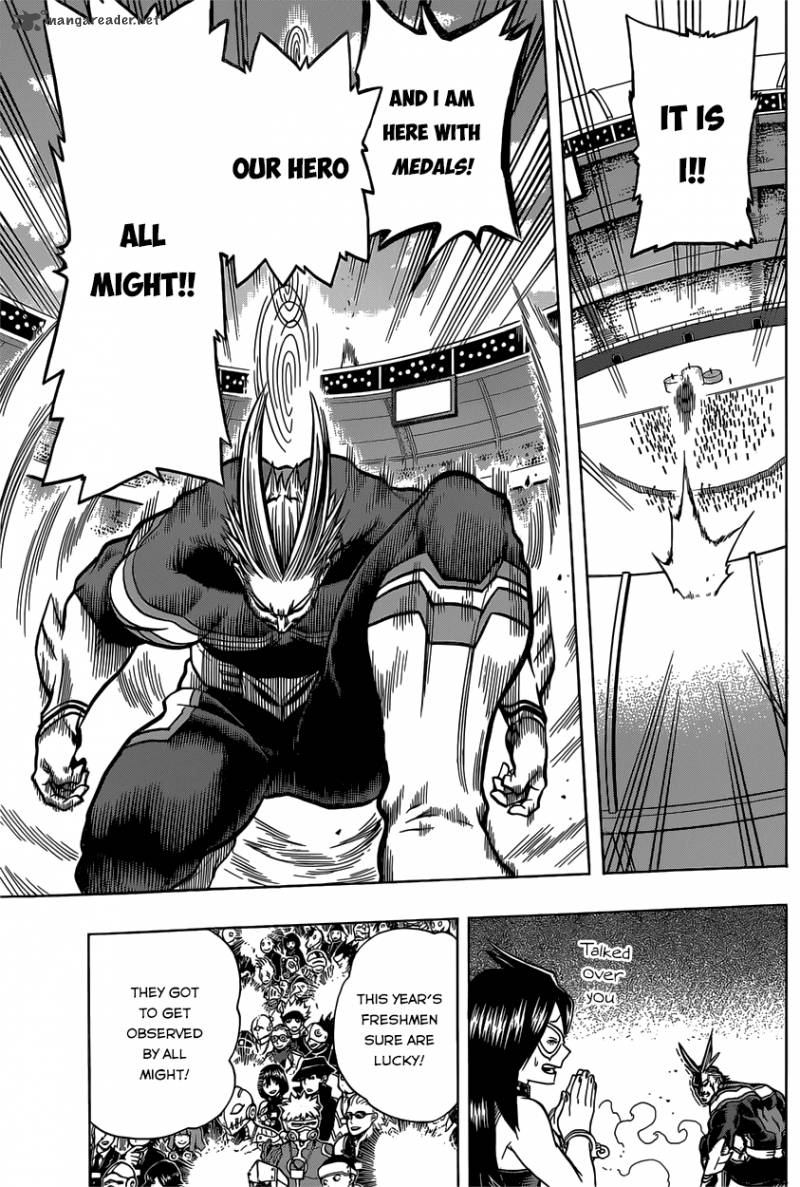 mangareader.net
IT IS
I!!
AND I AM
HERE WITH
MEDALS!
OUR HERO
ALL
MIGHT!!
Talked
over
you
THIS YEAR'S
FRESHMEN
SURE ARE
LUCKY!
THEY GOT
TO GET
OBSERVED
BY ALL
MIGHT!